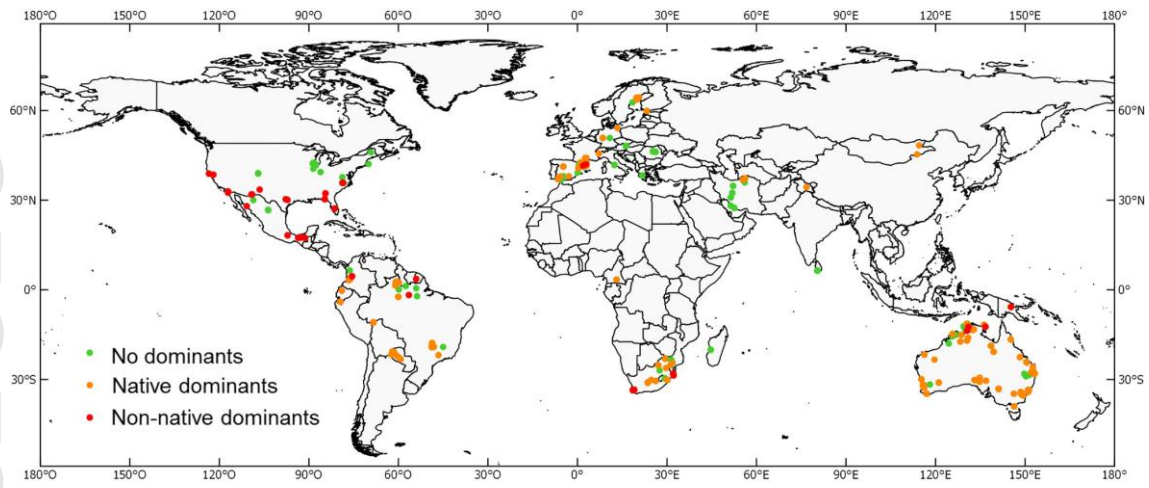 180° 150°W 120°W 90°W 60°W 30°W 0° 30°E 60°E 90°E 120°E 150°E 180°
60°N 60°N
30°N 30°N
0° 0°
No dominants
Native dominants
30°S 30°S
Non-native dominants
180° 150°W 120°W 90°W 60°W 30°W 0° 30°E 60°E 90°E 120°E 150°E 180°